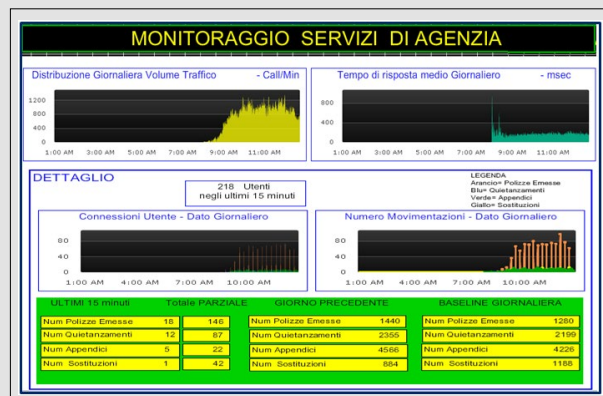 MONITORAGGIO SERVIZI DI AGENZIA
Distribuzione Giornaliera Volume Traffico - Call/Min
1200
800
400
0
1:00 AM 3:00 AM 5:00 AM 7:00 AM 9:00 AM 11:00 AM
Tempo di risposta medio Giornaliero - msec
800
400
0
1:00 AM 3:00 AM 5:00 AM 7:00 AM 9:00 AM 11:00 AM
DETTAGLIO
218 Utenti
negli ultimi 15 minuti
LEGENDA
Arancio= Polizze Emesse
Blu= Quietanzamenti
Verde= Appendici
Giallo= Sostituzioni
Connessioni Utente - Dato Giornaliero
80
40
0
1:00 AM 4:00 AM 7:00 AM 10:00 AM
Numero Movimentazioni - Dato Giornaliero
80
40
0
1:00 AM 4:00 AM 7:00 AM 10:00 AM
ULTIMI 15 minuti Totale PARZIALE GIORNO PRECEDENTE BASELINE GIORNALIERA
Num Polizze Emesse 18 146 Num Polizze Emesse 1440 Num Polizze Emesse 1280
Num Quietanzamenti 12 87 Num Quietanzamenti 2355 Num Quietanzamenti 2199
Num Appendici 5 22 Num Appendici 4566 Num Appendici 4226
Num Sostituzioni 1 42 Num Sostituzioni 884 Num Sostituzioni 1188